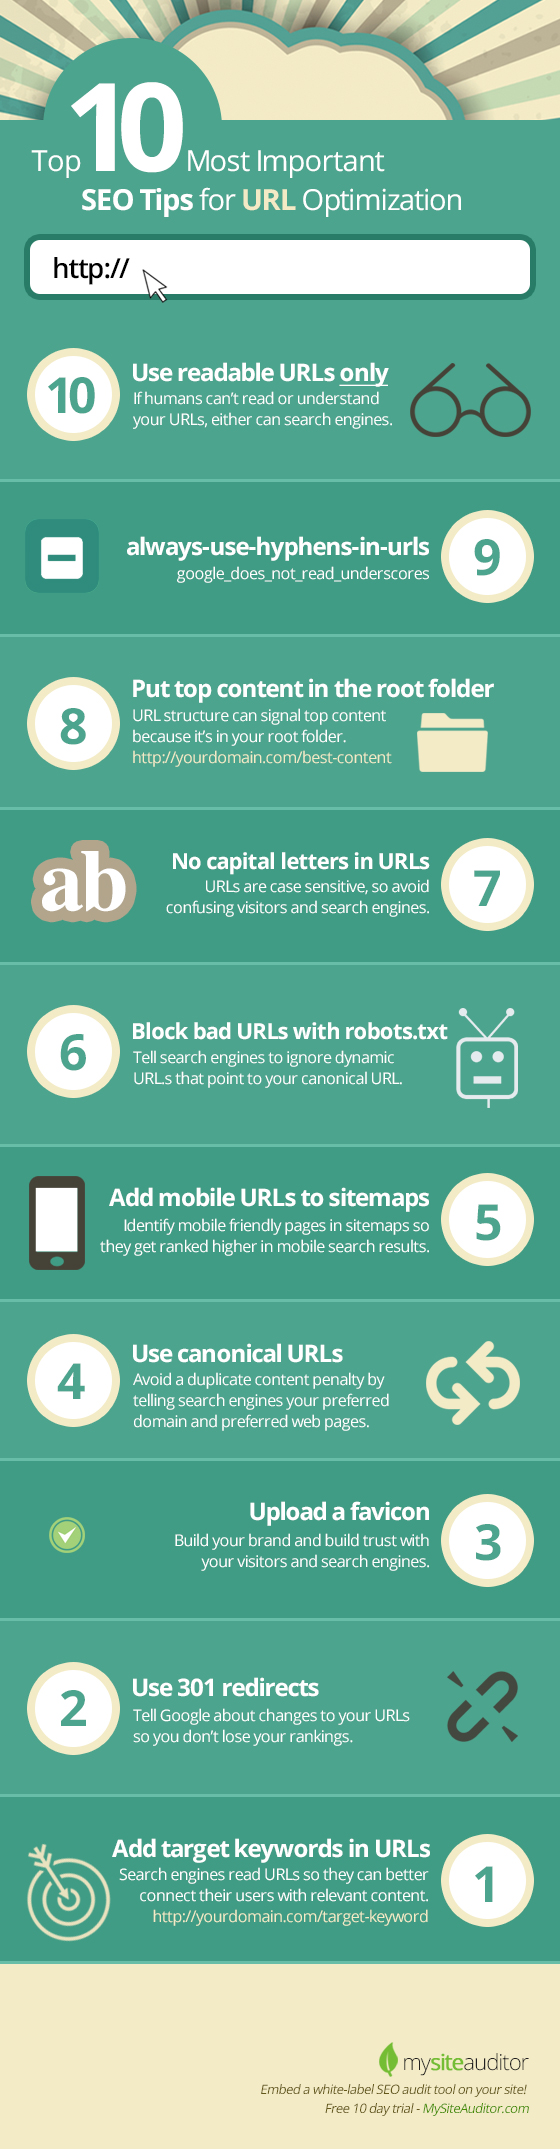 Top 10 Most Important
SEO Tips for URL Optimization
http://
10
Use readable URLs only
If humans can't read or understand
your URLs, either can search engines.
always-use-hyphens-in-urls
google_does_not_read_underscores
9
8
Put top content in the root folder
URL structure can signal top content
because it's in your root folder.
http://yourdomain.com/best-content
ab
No capital letters in URLs
URLs are case sensitive, so avoid
confusing visitors and search engines.
7
6
Block bad URLs with robots.txt
Tell search engines to ignore dynamic
URLs that point to your canonical URL.
Add mobile URLs to sitemaps
Identify mobile friendly pages in sitemaps so
they get ranked higher in mobile search results.
5
4
Use canonical URLs
Avoid a duplicate content penalty by
telling search engines your preferred
domain and preferred web pages.
Upload a favicon
Build your brand and build trust with
your visitors and search engines.
3
2
Use 301 redirects
Tell Google about changes to your URLs
so you don't lose your rankings.
Add target keywords in URLs
Search engines read URLs so they can better
connect their users with relevant content.
http://yourdomain.com/target-keyword
1
mysiteauditor
Embed a white-label SEO audit tool on your site!
Free 10 day trial - MySiteAuditor.com